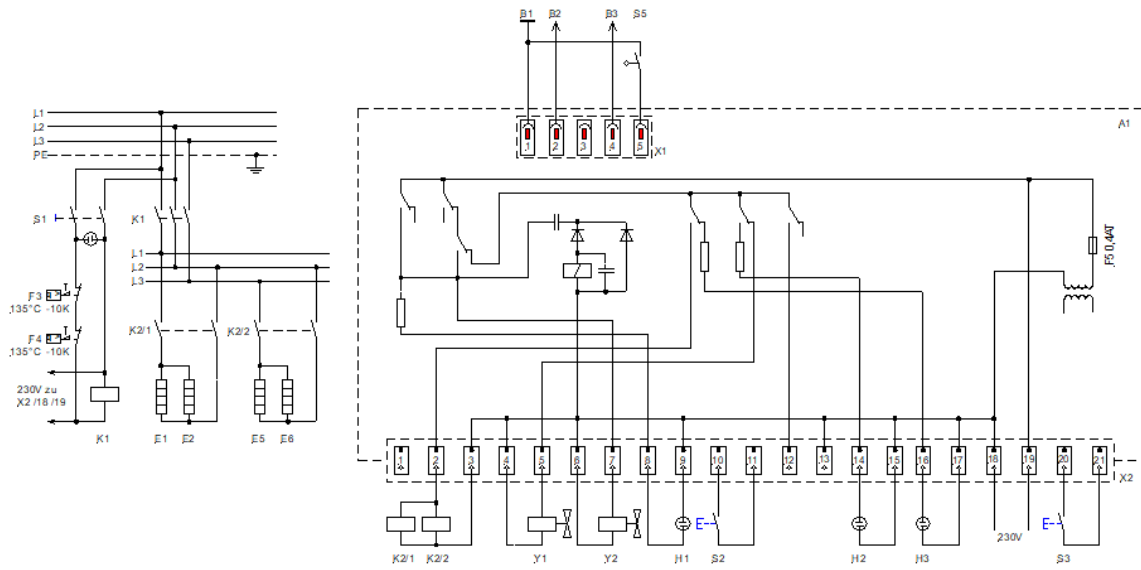 B1 B2 B3 S5
A1
1 2 3 4 5
X1
L1
L2
L3
PE
S1 K1
L1
L2
L3
F5 0,4AT
F3
135°C -10K
F4
135°C -10K
K2/1 K2/2
230V zu
X2 /18 /19
K1 E1 E2 E5 E6
1 2 3 4 5 6 7 8 9 10 11 12 13 14 15 16 17 18 19 20 21
X2
230V
K2/1 K2/2 Y1 Y2 H1 S2 H2 H3 S3